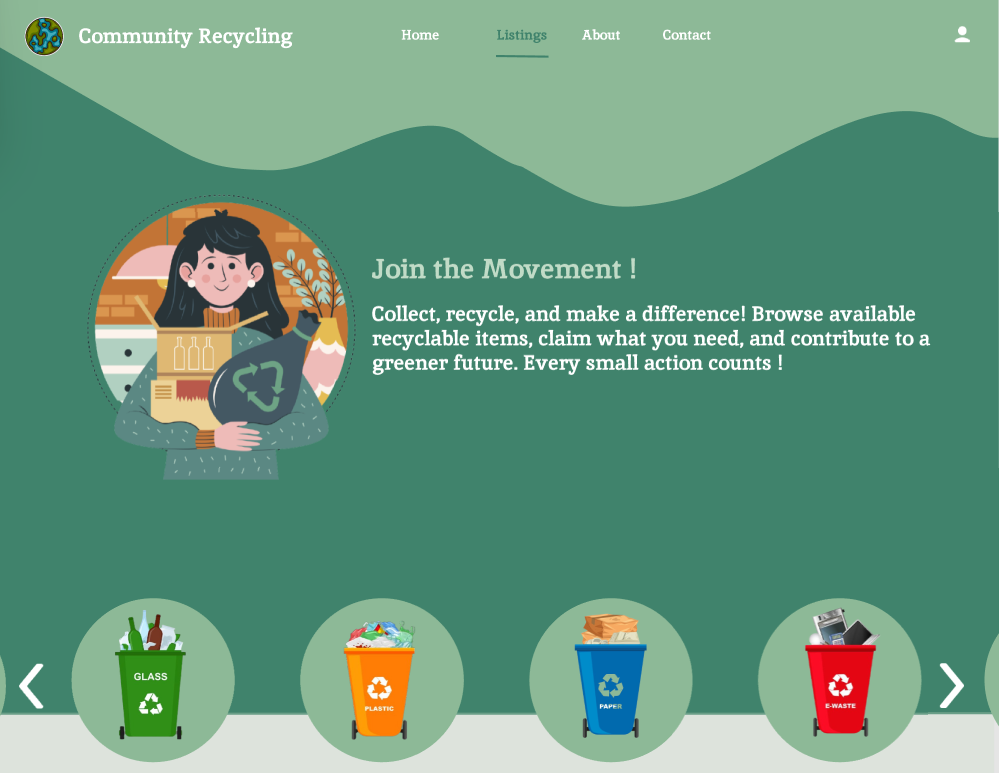 Community Recycling
Home
Listings
About
Contact
Join the Movement !
Collect, recycle, and make a difference! Browse available
recyclable items, claim what you need, and contribute to a
greener future. Every small action counts !
GLASS
PLASTIC
PAPER
E-WASTE